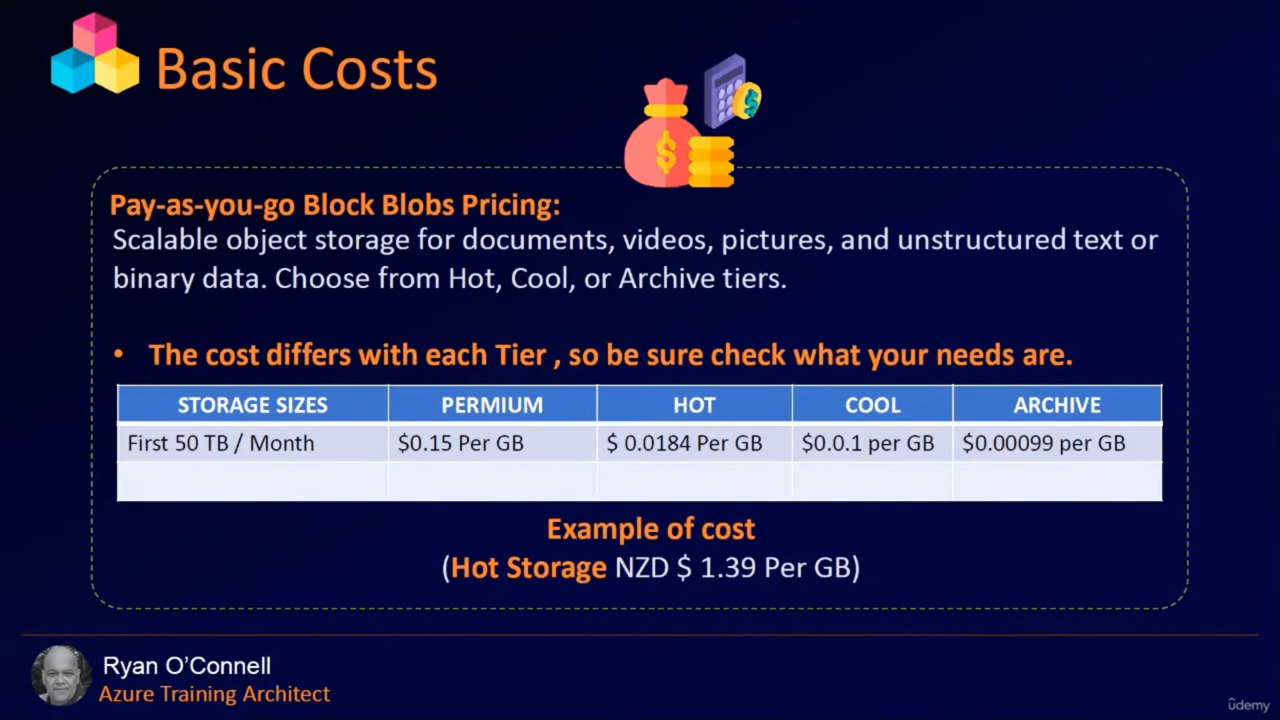 Basic Costs
Pay-as-you-go Block Blobs Pricing:
Scalable object storage for documents, videos, pictures, and unstructured text or
binary data. Choose from Hot, Cool, or Archive tiers.
• The cost differs with each Tier , so be sure check what your needs are.
STORAGE SIZES PERMIUM HOT COOL ARCHIVE
First 50 TB / Month $0.15 Per GB $ 0.0184 Per GB $0.0.1 per GB $0.00099 per GB
Example of cost
(Hot Storage NZD $ 1.39 Per GB)
Ryan O’Connell
Azure Training Architect
ûdemy